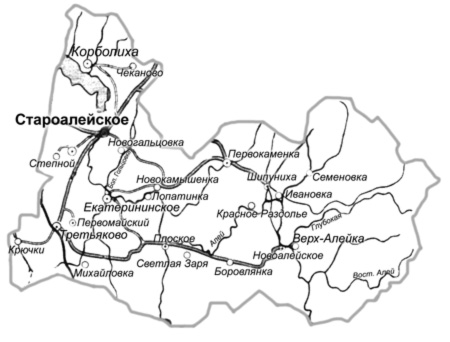 Корболиха
Чеканово
Староалейское
Новогальцовка
Степной
Первокаменка
Шипуниха
Семеновка
Новокамышенка
Ивановка
Лопатинка
Екатерининское
Красное Раздолье
Первомайский
Глубокая
Третьяково
Плоское
Алей
Верх-Алейка
Крючки
Новоалейское
Светлая Заря
Михайловка
Боровлянка
Вост. Алей